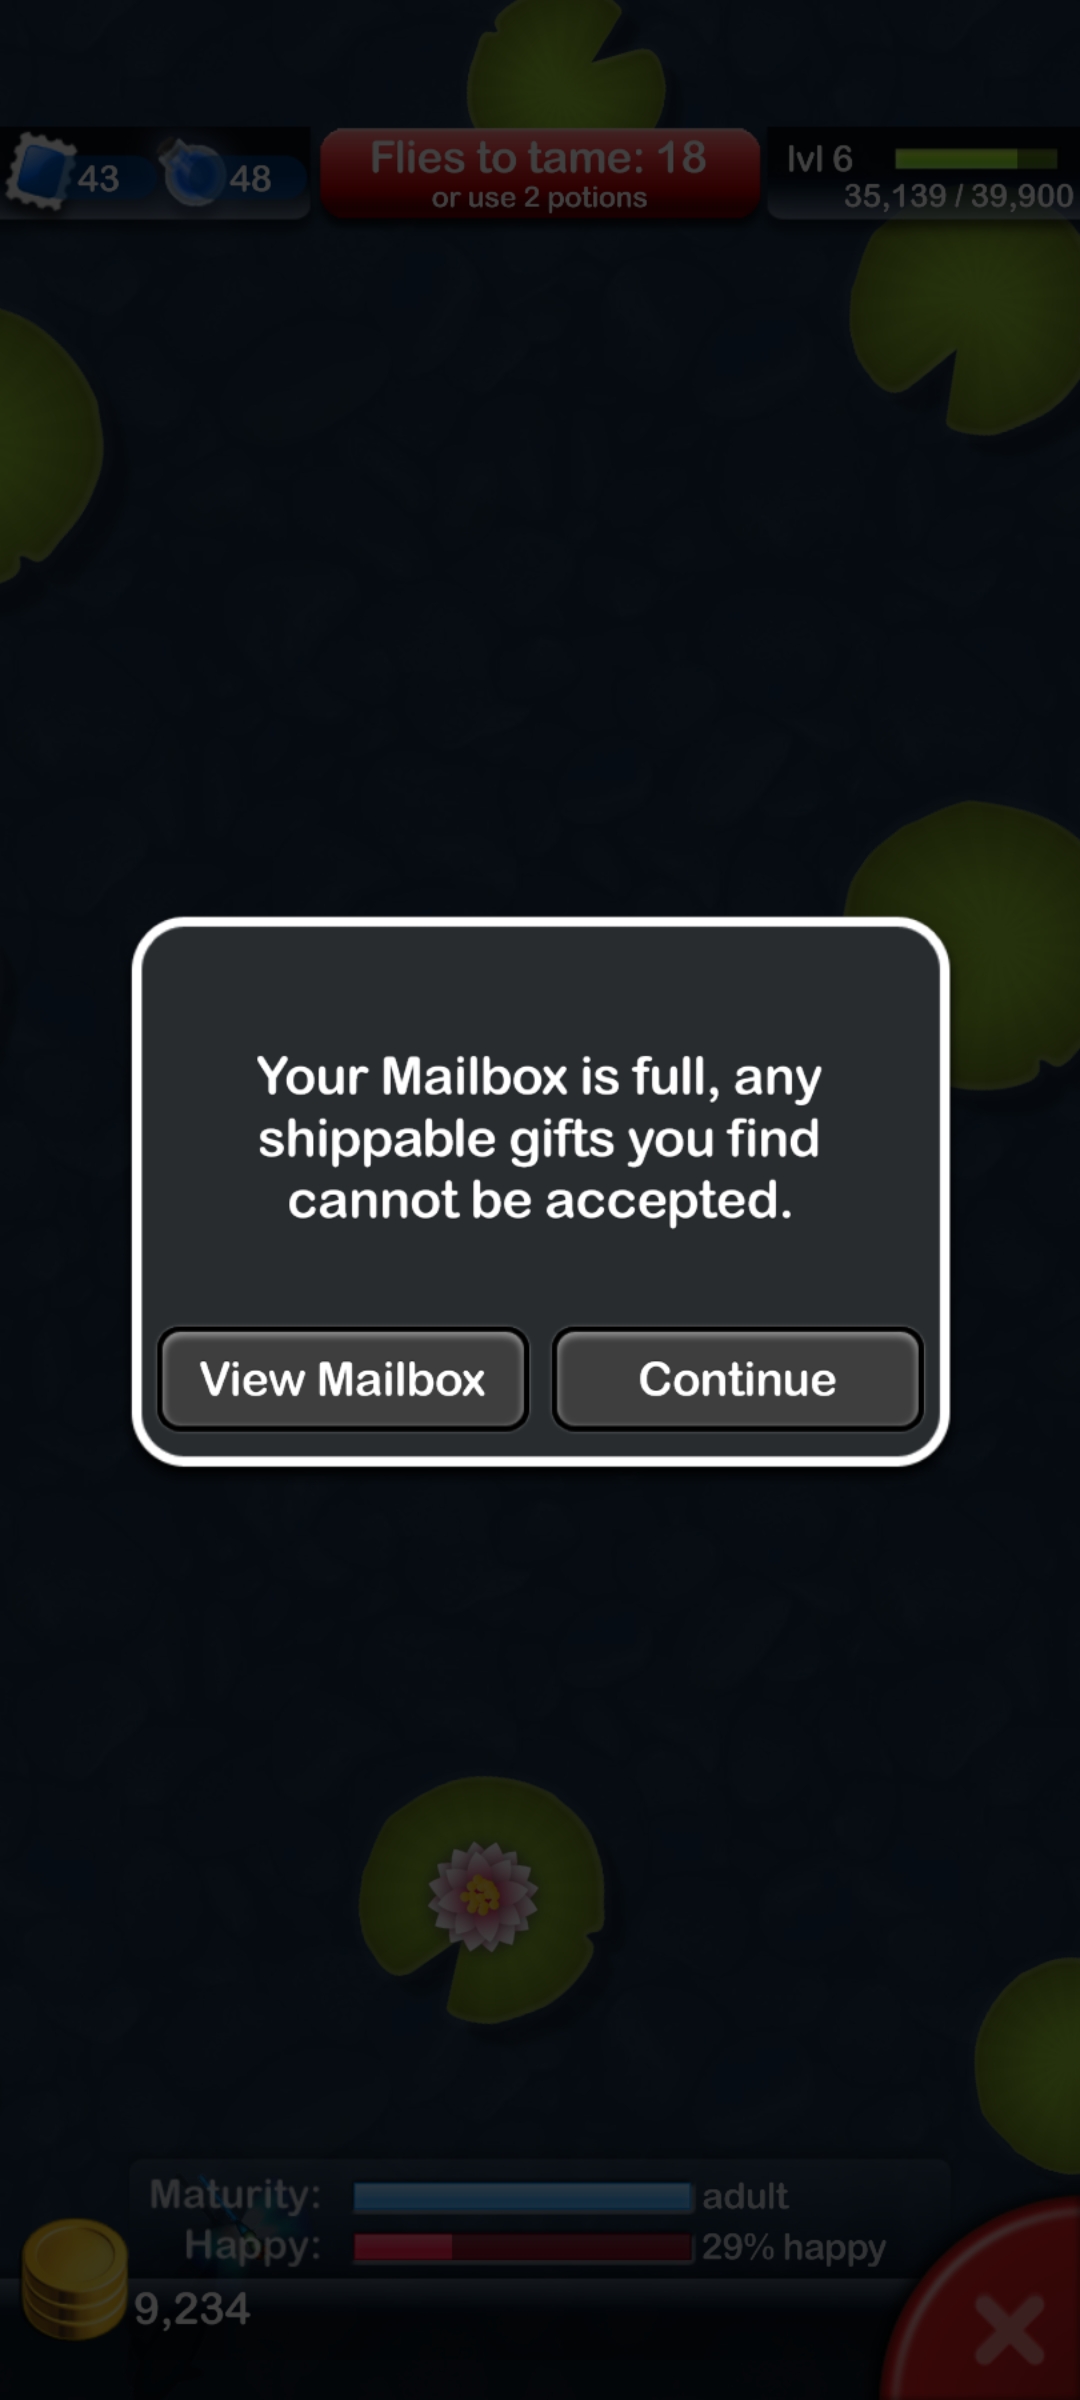 43
48
Flies to tame: 18
or use 2 potions
lvl 6
35,139 / 39,900
Your Mailbox is full, any
shippable gifts you find
cannot be accepted.
View Mailbox
Continue
Maturity:
adult
Happy:
29% happy
9,234